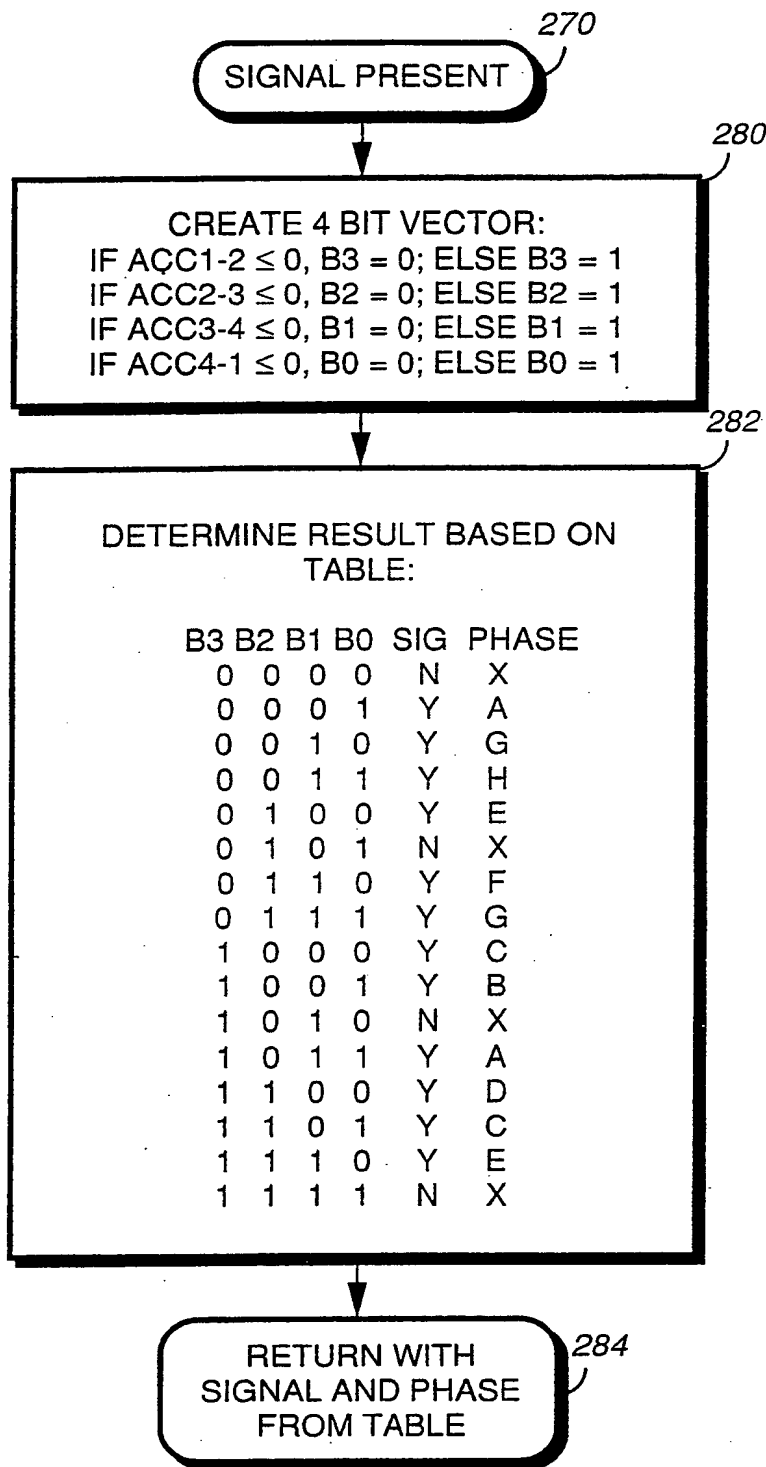 270
SIGNAL PRESENT
280
CREATE 4 BIT VECTOR:
IF ACC1-2 ≤ 0, B3 = 0; ELSE B3 = 1
IF ACC2-3 ≤ 0, B2 = 0; ELSE B2 = 1
IF ACC3-4 ≤ 0, B1 = 0; ELSE B1 = 1
IF ACC4-1 ≤ 0, B0 = 0; ELSE B0 = 1
282
DETERMINE RESULT BASED ON
TABLE:
B3 B2 B1 B0 SIG PHASE
0 0 0 0 N X
0 0 0 1 Y A
0 0 1 0 Y G
0 0 1 1 Y H
0 1 0 0 Y E
0 1 0 1 N X
0 1 1 0 Y F
0 1 1 1 Y G
1 0 0 0 Y C
1 0 0 1 Y B
1 0 1 0 N X
1 0 1 1 Y A
1 1 0 0 Y D
1 1 0 1 Y C
1 1 1 0 Y E
1 1 1 1 N X
284
RETURN WITH
SIGNAL AND PHASE
FROM TABLE